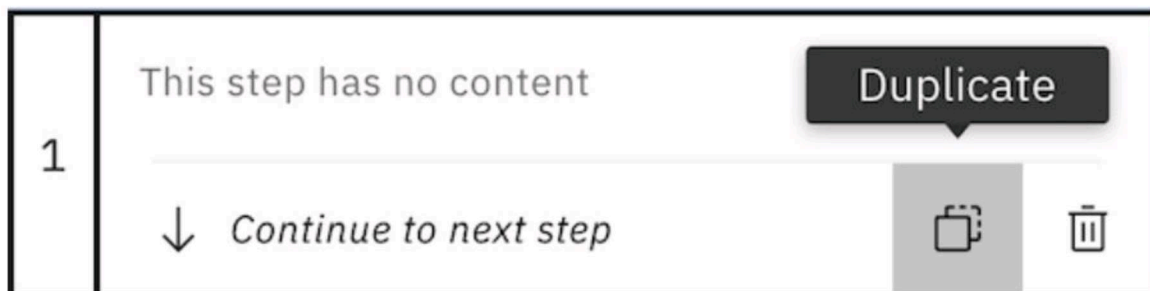 This step has no content
Duplicate
1
Continue to next step